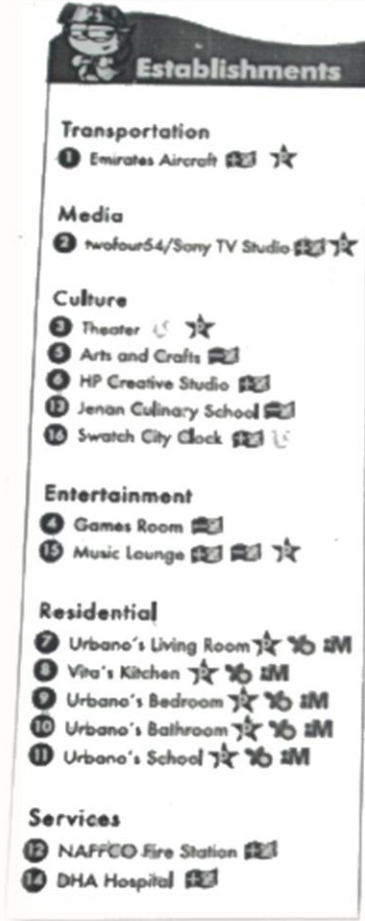 Establishments
Transportation
1 Emirates Aircraft
Media
2 twofour54/Sony TV Studio
Culture
3 Theater
5 Arts and Crafts
6 HP Creative Studio
13 Jenan Culinary School
16 Swatch City Clock
Entertainment
4 Games Room
15 Music Lounge
Residential
7 Urbano's Living Room
8 Vita's Kitchen
9 Urbano's Bedroom
10 Urbano's Bathroom
11 Urbano's School
Services
12 NAFFCO Fire Station
14 DHA Hospital